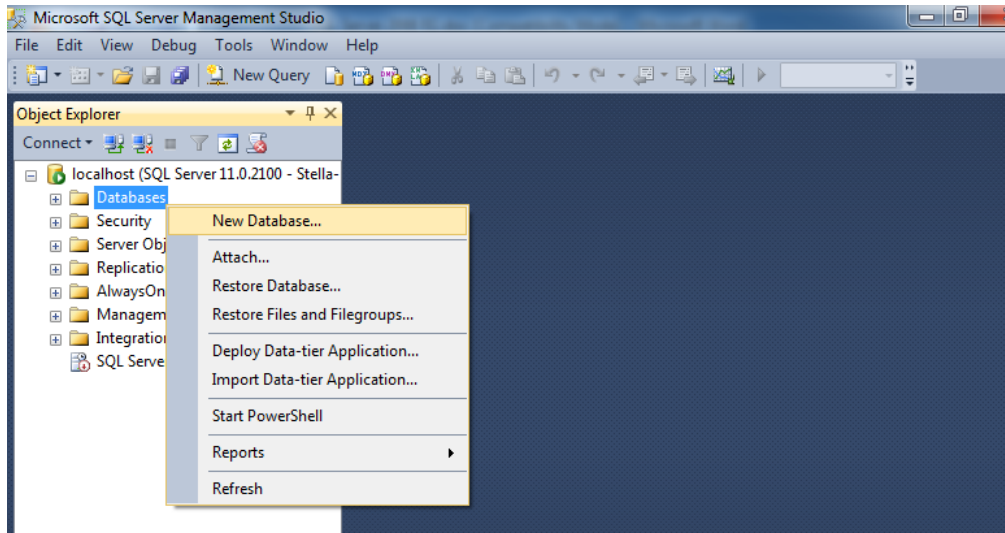 Microsoft SQL Server Management Studio
File Edit View Debug Tools Window Help
New Query
Object Explorer
Connect
localhost (SQL Server 11.0.2100 - Stella-
Databases
Security
Server Obj
Replicatio
AlwaysOn
Managem
Integration
SQL Serve
New Database...
Attach...
Restore Database...
Restore Files and Filegroups...
Deploy Data-tier Application...
Import Data-tier Application...
Start PowerShell
Reports
Refresh